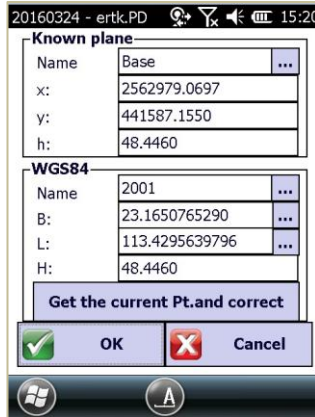 20160324 - ertk.PD 15:20
Known plane
Name Base ...
x: 2562979.0697
y: 441587.1550
h: 48.4460
WGS84
Name 2001 ...
B: 23.1650765290 ...
L: 113.4295639796 ...
H: 48.4460
Get the current Pt.and correct
OK Cancel
A